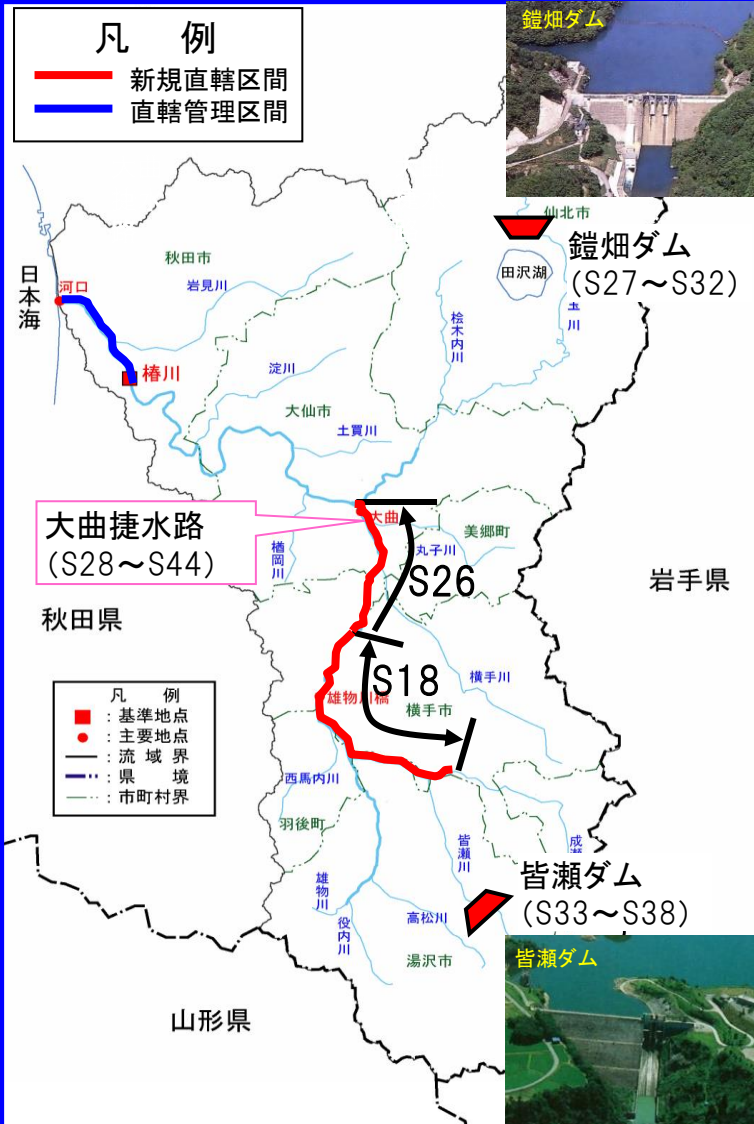 凡 例
新規直轄区間
直轄管理区間
鎧畑ダム
仙北市
鎧畑ダム
(S27～S32)
田沢湖
玉川
秋田市
日本海
河口
岩見川
桧木内川
椿川
淀川
大仙市
土買川
大曲捷水路
(S28～S44)
大曲
美郷町
楢岡川
丸子川
S26
岩手県
秋田県
S18
横手川
雄物川橋
横手市
凡 例
：基準地点
：主要地点
：流域界
：県 境
：市町村界
西馬内川
羽後町
皆瀬川
成瀬
皆瀬ダム
(S33～S38)
雄物川
役内川
高松川
湯沢市
皆瀬ダム
山形県